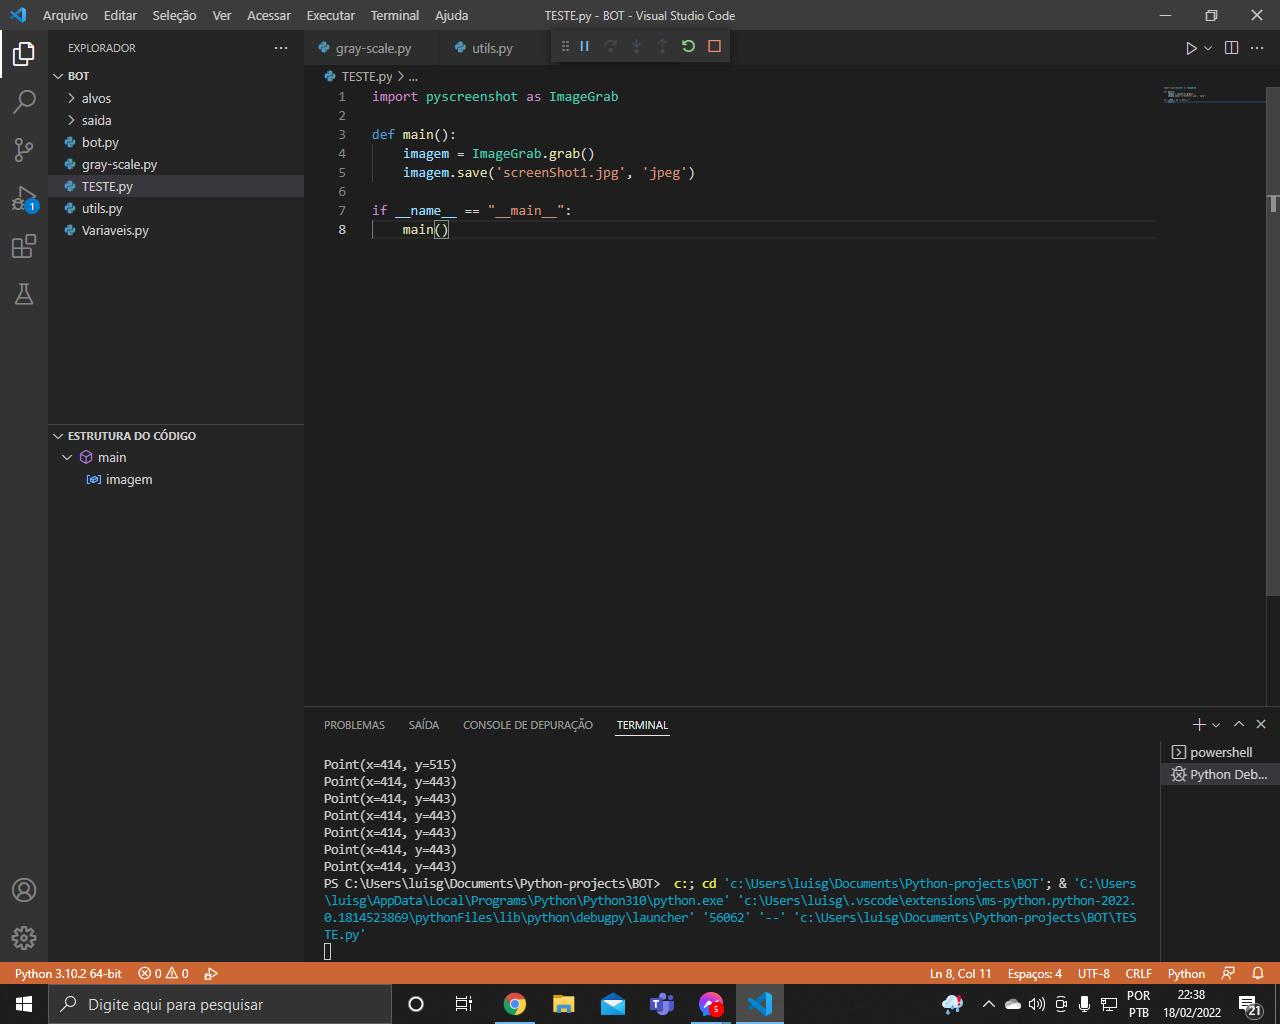 Arquivo Editar Seleção Ver Acessar Executar Terminal Ajuda TESTE.py - BOT - Visual Studio Code
EXPLORADOR
BOT
alvos
saida
bot.py
gray-scale.py
TESTE.py
utils.py
Variaveis.py
1
ESTRUTURA DO CÓDIGO
main
imagem
gray-scale.py utils.py
TESTE.py > ...
1 import pyscreenshot as ImageGrab
2
3 def main():
4 imagem = ImageGrab.grab()
5 imagem.save('screenShot1.jpg', 'jpeg')
6
7 if __name__ == "__main__":
8 main()
PROBLEMAS SAÍDA CONSOLE DE DEPURAÇÃO TERMINAL
powershell
Python Deb...
Point(x=414, y=515)
Point(x=414, y=443)
Point(x=414, y=443)
Point(x=414, y=443)
Point(x=414, y=443)
Point(x=414, y=443)
Point(x=414, y=443)
PS C:\Users\luisg\Documents\Python-projects\BOT> c:; cd 'c:\Users\luisg\Documents\Python-projects\BOT'; & 'C:\Users
\luisg\AppData\Local\Programs\Python\Python310\python.exe' 'c:\Users\luisg\.vscode\extensions\ms-python.python-2022.
0.1814523869\pythonFiles\lib\python\debugpy\launcher' '56062' '--' 'c:\Users\luisg\Documents\Python-projects\BOT\TES
TE.py'
Python 3.10.2 64-bit 0 0 Ln 8, Col 11 Espaços: 4 UTF-8 CRLF Python
Digite aqui para pesquisar
POR
PTB
22:38
18/02/2022
21